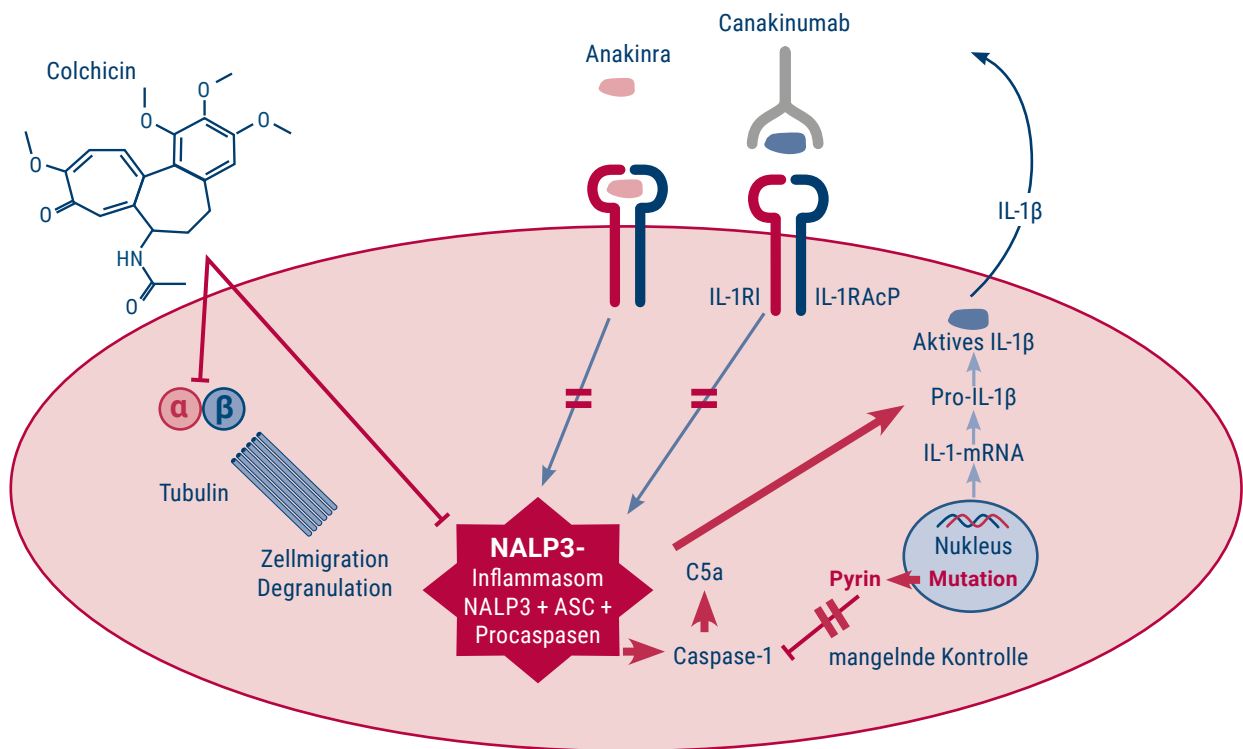 Colchicin
O
O
O
O
O
HN
O
Anakinra
Canakinumab
IL-1β
IL-1RI
IL-1RAcP
α
β
Tubulin
Zellmigration
Degranulation
NALP3-
Inflammasom
NALP3 + ASC +
Procaspasen
C5a
Caspase-1
Aktives IL-1β
Pro-IL-1β
IL-1-mRNA
Nukleus
Pyrin
Mutation
mangelnde Kontrolle